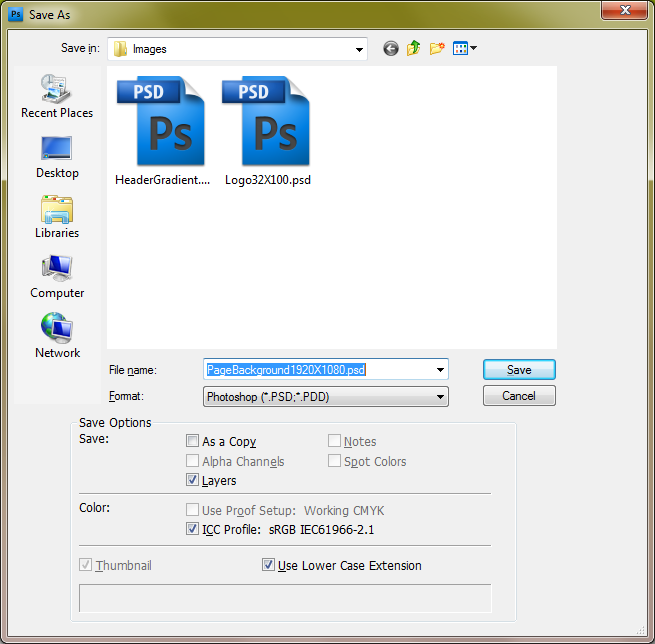 Ps Save As
Save in: Images
PSD PSD
Ps Ps
HeaderGradient.... Logo32X100.psd
Recent Places
Desktop
Libraries
Computer
Network
File name: PageBackground1920X1080.psd Save
Format: Photoshop (*.PSD;*.PDD) Cancel
Save Options
Save: As a Copy Notes
Alpha Channels Spot Colors
Layers
Color: Use Proof Setup: Working CMYK
ICC Profile: sRGB IEC61966-2.1
Thumbnail Use Lower Case Extension